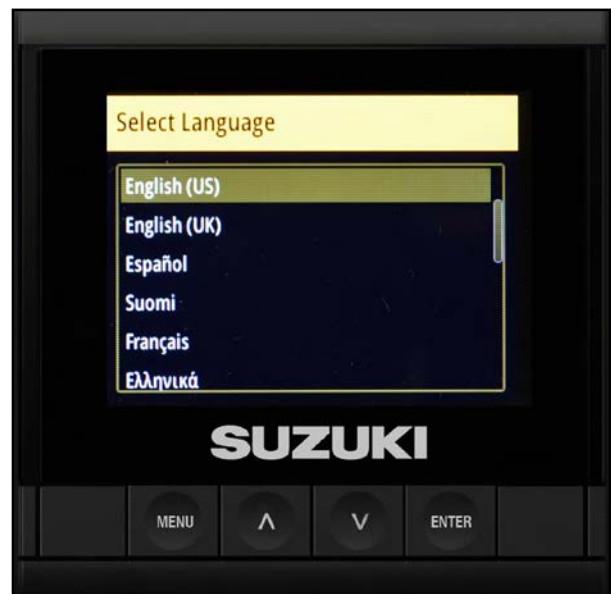 Select Language
English (US)
English (UK)
Español
Suomi
Français
Ελληνικά
SUZUKI
MENU ∧ ∨ ENTER